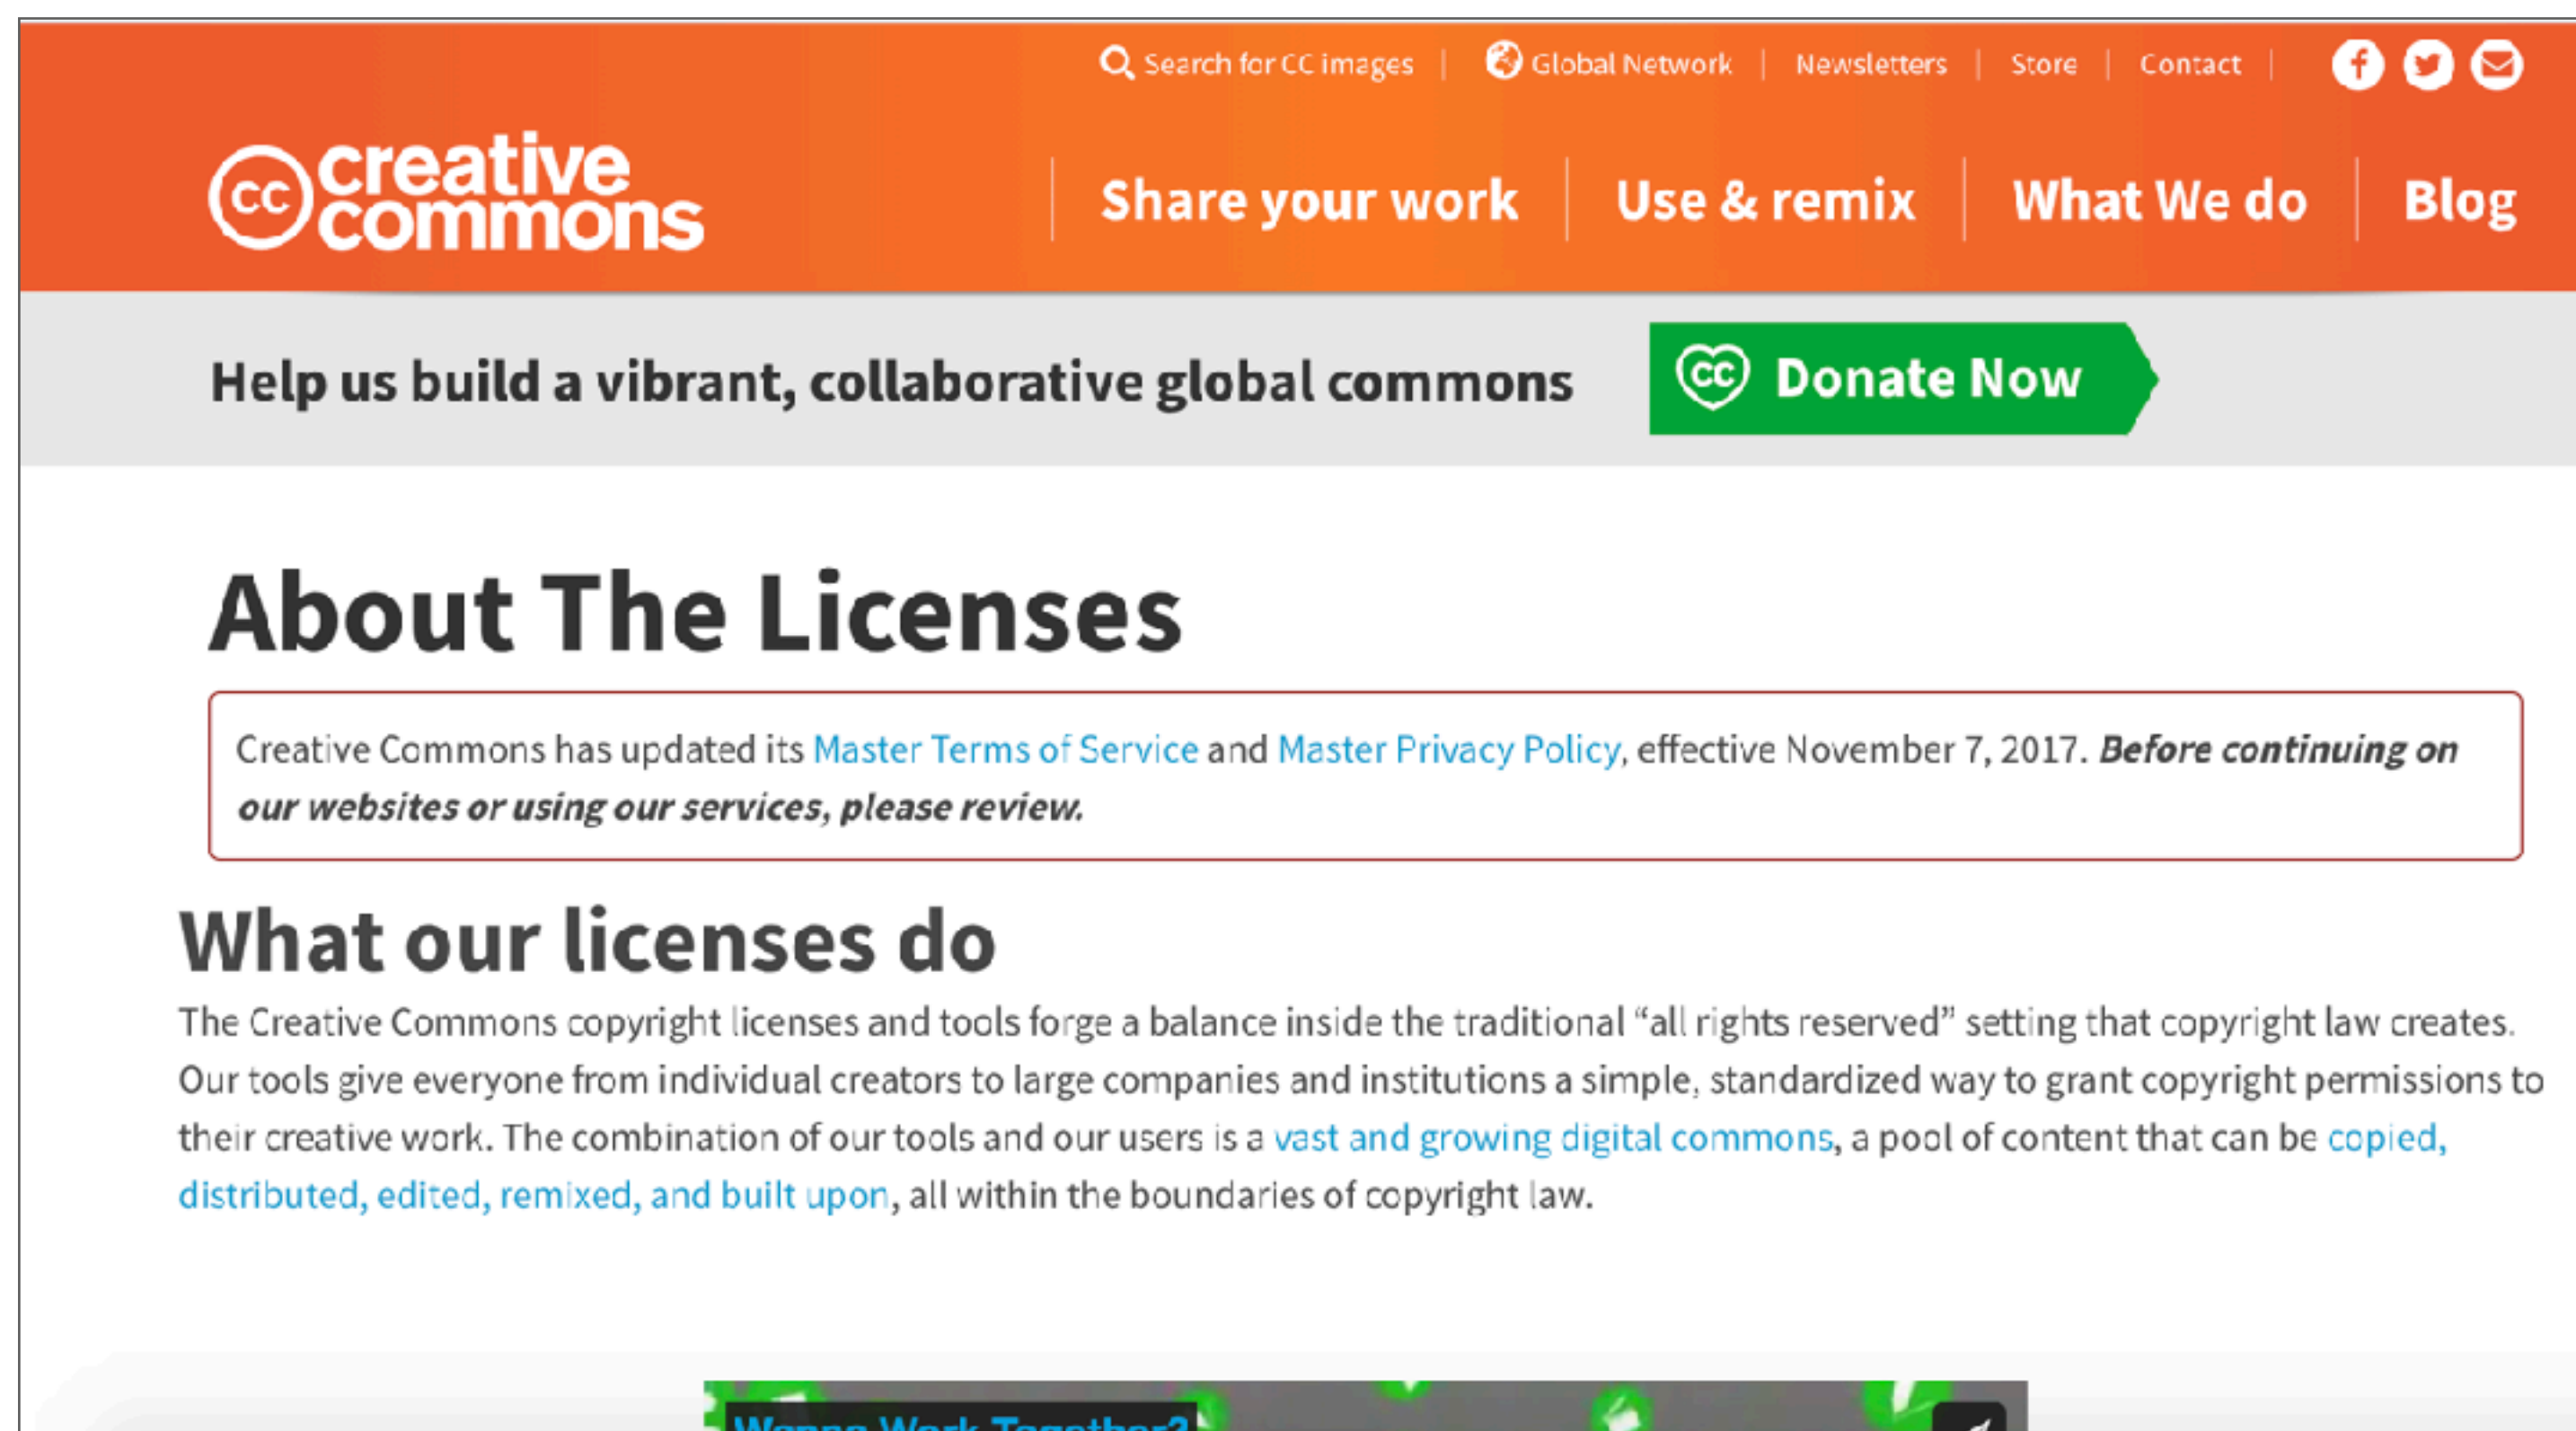 Search for CC images | Global Network | Newsletters | Store | Contact |
cc creative
commons
Share your work | Use & remix | What We do | Blog
Help us build a vibrant, collaborative global commons
cc Donate Now
About The Licenses
Creative Commons has updated its Master Terms of Service and Master Privacy Policy, effective November 7, 2017. Before continuing on
our websites or using our services, please review.
What our licenses do
The Creative Commons copyright licenses and tools forge a balance inside the traditional “all rights reserved” setting that copyright law creates.
Our tools give everyone from individual creators to large companies and institutions a simple, standardized way to grant copyright permissions to
their creative work. The combination of our tools and our users is a vast and growing digital commons, a pool of content that can be copied,
distributed, edited, remixed, and built upon, all within the boundaries of copyright law.
Wanna Work Together?